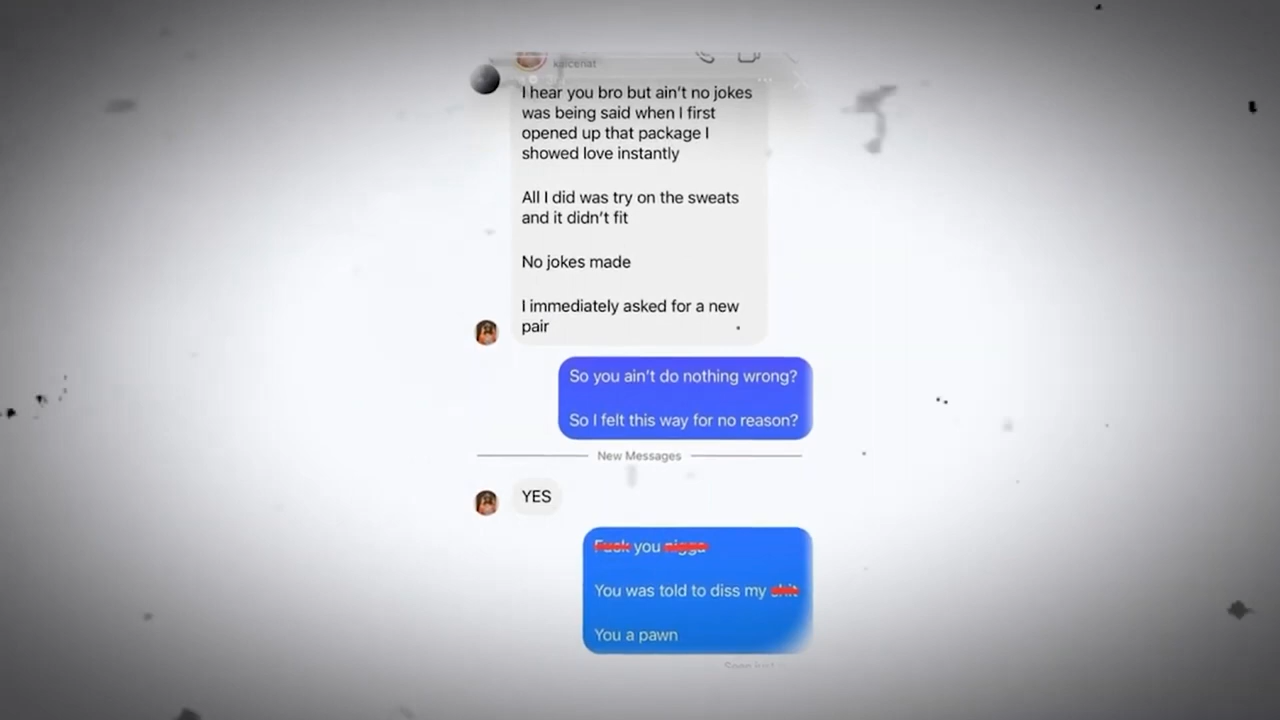 kaicenat
I hear you bro but ain't no jokes
was being said when I first
opened up that package I
showed love instantly
All I did was try on the sweats
and it didn't fit
No jokes made
I immediately asked for a new
pair
So you ain't do nothing wrong?
So I felt this way for no reason?
New Messages
YES
Fuck you nigga
You was told to diss my shit
You a pawn